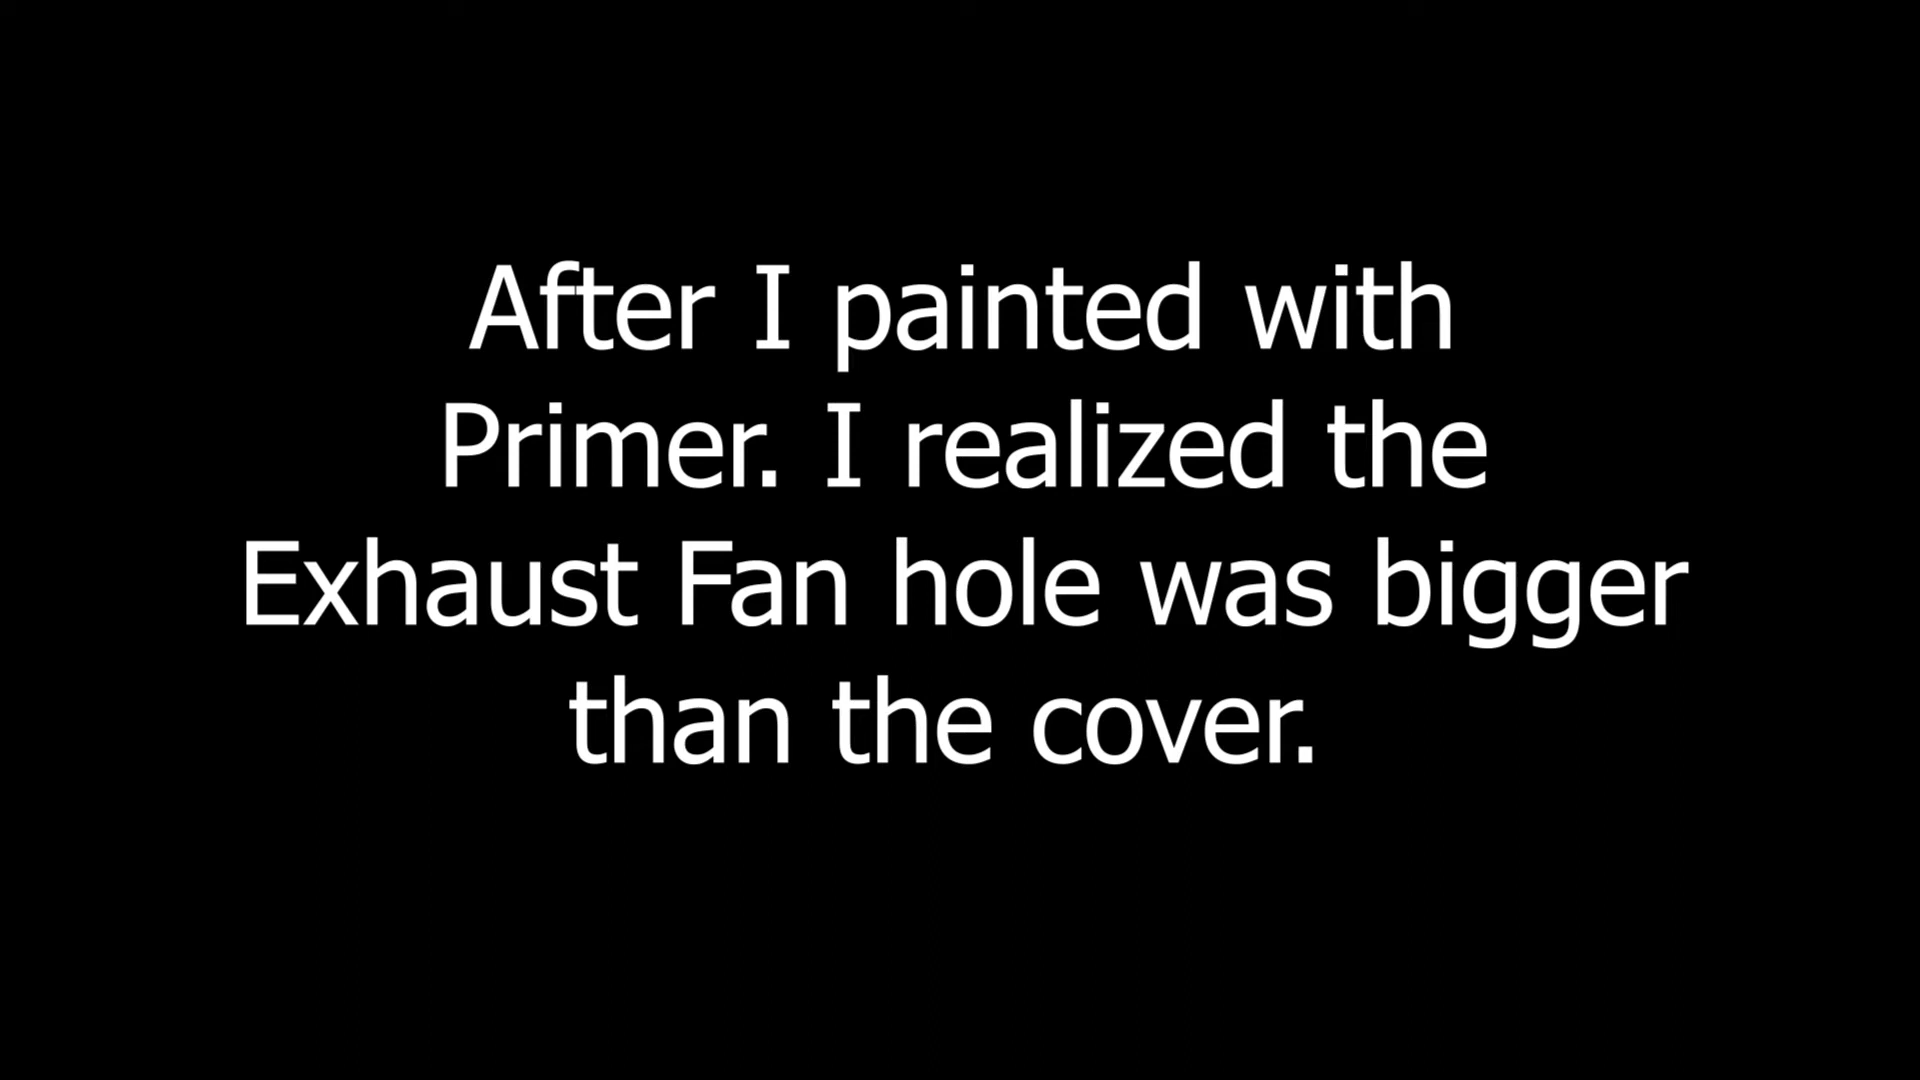 After I painted with
Primer. I realized the
Exhaust Fan hole was bigger
than the cover.